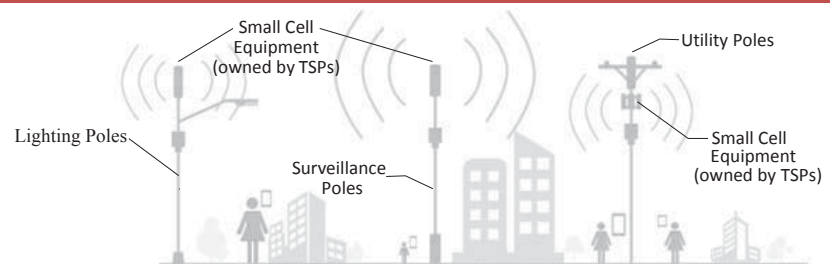 Small Cell
Equipment
(owned by TSPs)
Utility Poles
Lighting Poles
Small Cell
Equipment
(owned by TSPs)
Surveillance
Poles